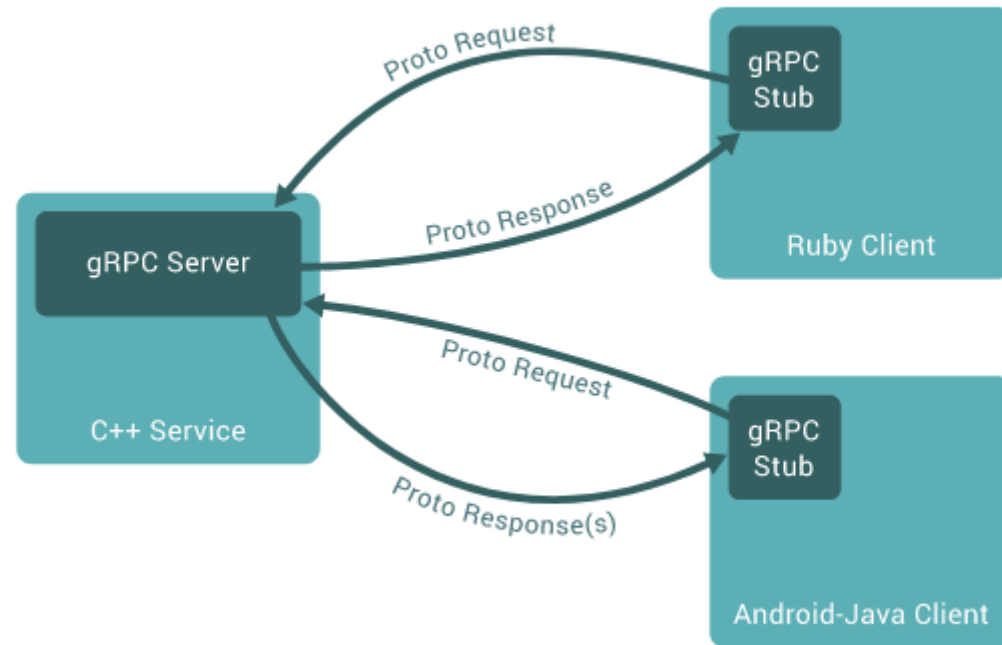 Proto Request
gRPC
Stub
Proto Response
Ruby Client
gRPC Server
C++ Service
Proto Request
gRPC
Stub
Proto Response(s)
Android-Java Client